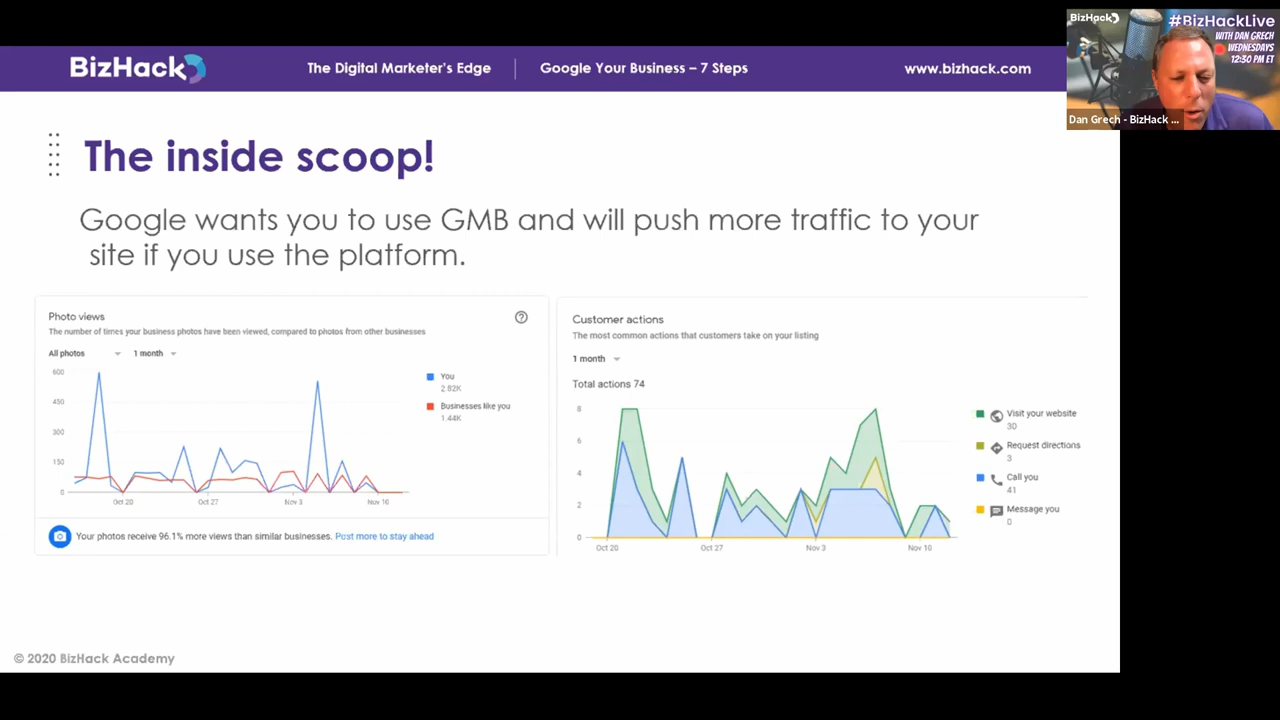 BizHack
The Digital Marketer's Edge
Google Your Business – 7 Steps
www.bizhack.com
BizHack
#BizHackLive
WITH DAN GRECH
WEDNESDAYS
12:30 PM ET
Dan Grech - BizHack ...
The inside scoop!
Google wants you to use GMB and will push more traffic to your
site if you use the platform.
Photo views
The number of times your business photos have been viewed, compared to photos from other businesses
All photos
1 month
600
450
300
150
0
Oct 20
Oct 27
Nov 3
Nov 10
You
2.82K
Businesses like you
1.44K
Your photos receive 96.1% more views than similar businesses. Post more to stay ahead
Customer actions
The most common actions that customers take on your listing
1 month
Total actions 74
8
6
4
2
0
Oct 20
Oct 27
Nov 3
Nov 10
Visit your website
30
Request directions
3
Call you
41
Message you
0
© 2020 BizHack Academy